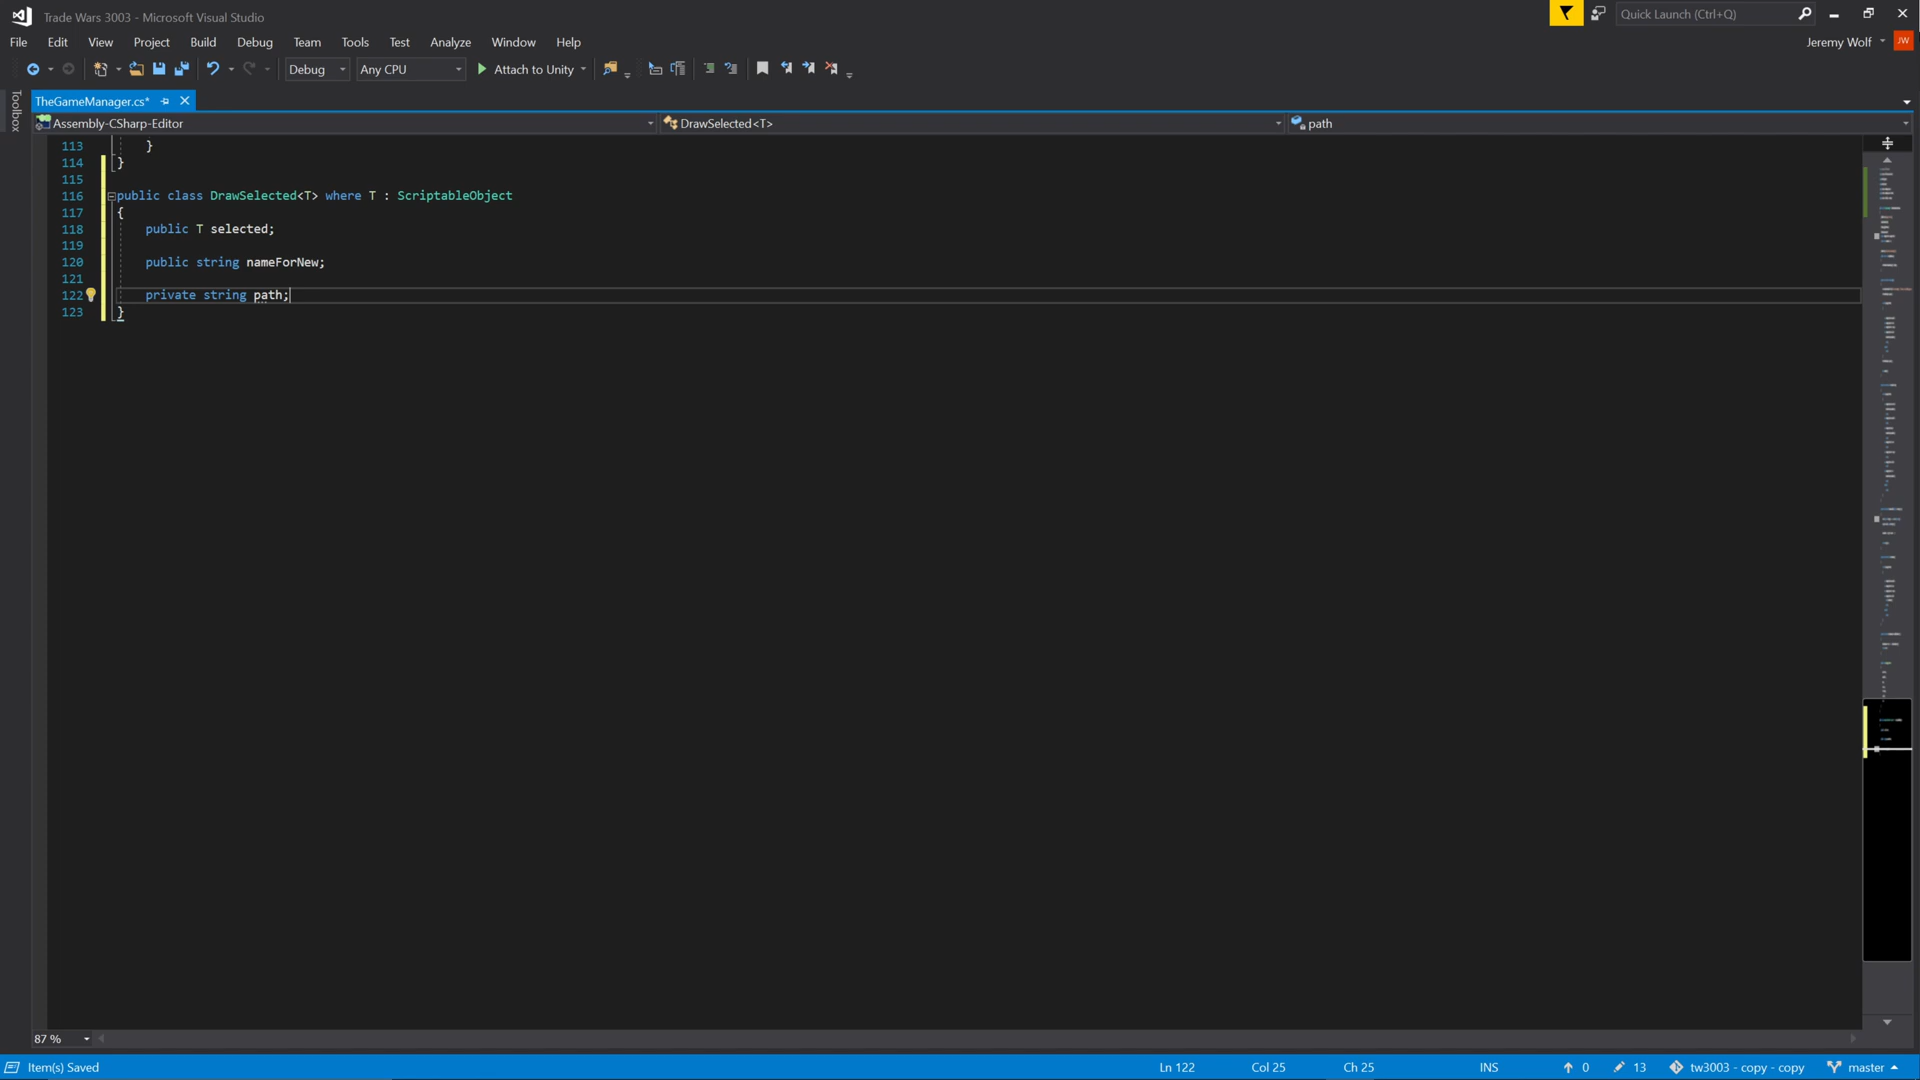 Trade Wars 3003 - Microsoft Visual Studio
Quick Launch (Ctrl+Q)
File Edit View Project Build Debug Team Tools Test Analyze Window Help
Jeremy Wolf JW
Debug Any CPU Attach to Unity
Toolbox
TheGameManager.cs*
Assembly-CSharp-Editor DrawSelected<T> path
113 }
114 }
115
116 public class DrawSelected<T> where T : ScriptableObject
117 {
118 public T selected;
119
120 public string nameForNew;
121
122 private string path;
123 }
87 %
Item(s) Saved Ln 122 Col 25 Ch 25 INS 0 13 tw3003 - copy - copy master